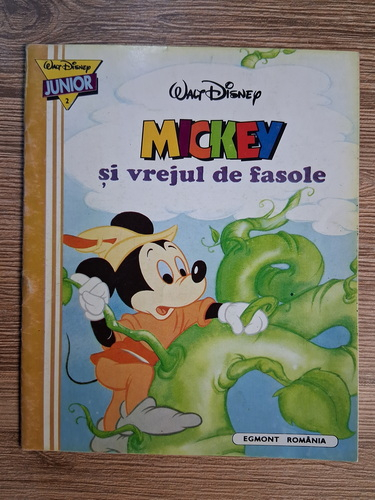 WALT DISNEY
JUNIOR
2
WALT DISNEY
MICKEY
și vrejul de fasole
EGMONT ROMÂNIA